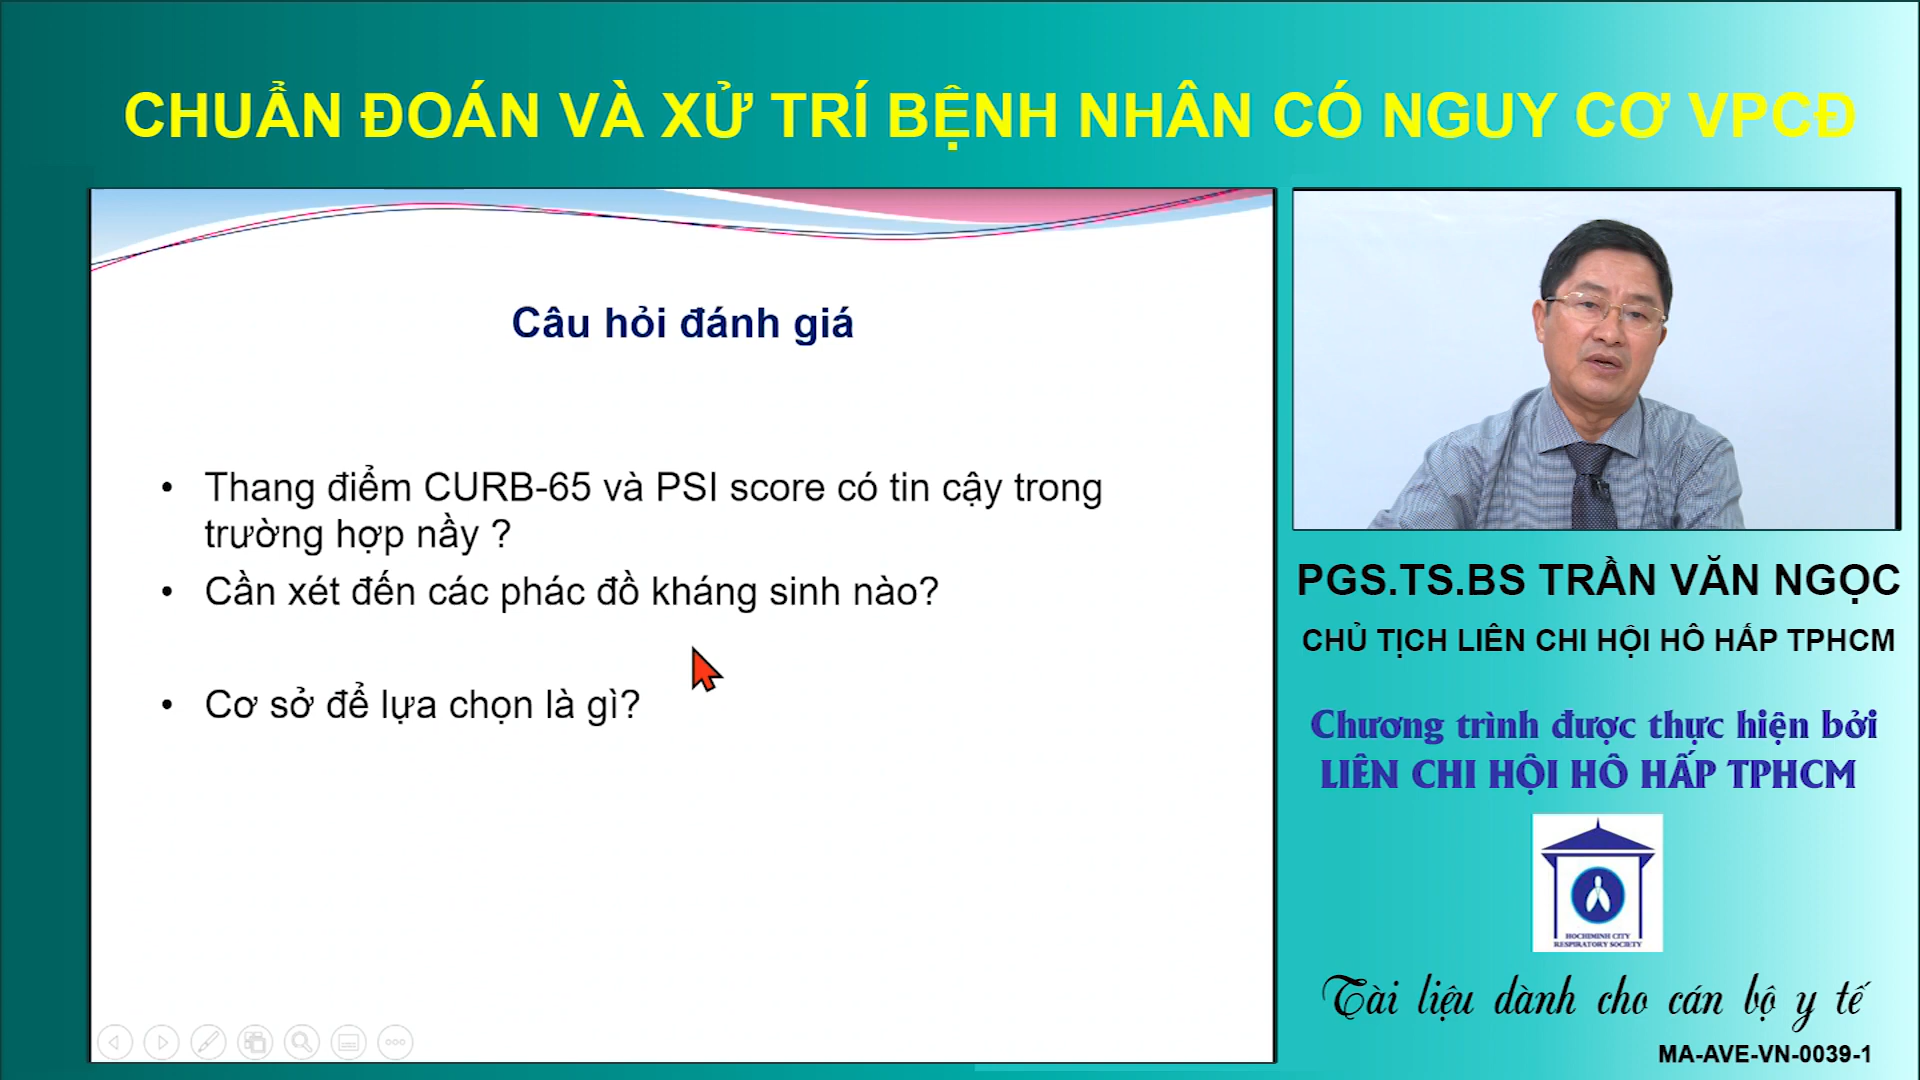 CHUẨN ĐOÁN VÀ XỬ TRÍ BỆNH NHÂN CÓ NGUY CƠ VPCĐ
Câu hỏi đánh giá
• Thang điểm CURB-65 và PSI score có tin cậy trong
trường hợp nầy ?
• Cần xét đến các phác đồ kháng sinh nào?
• Cơ sở để lựa chọn là gì?
PGS.TS.BS TRẦN VĂN NGỌC
CHỦ TỊCH LIÊN CHI HỘI HÔ HẤP TPHCM
Chương trình được thực hiện bởi
LIÊN CHI HỘI HÔ HẤP TPHCM
HOCHIMINH CITY
RESPIRATORY SOCIETY
Tài liệu dành cho cán bộ y tế
MA-AVE-VN-0039-1